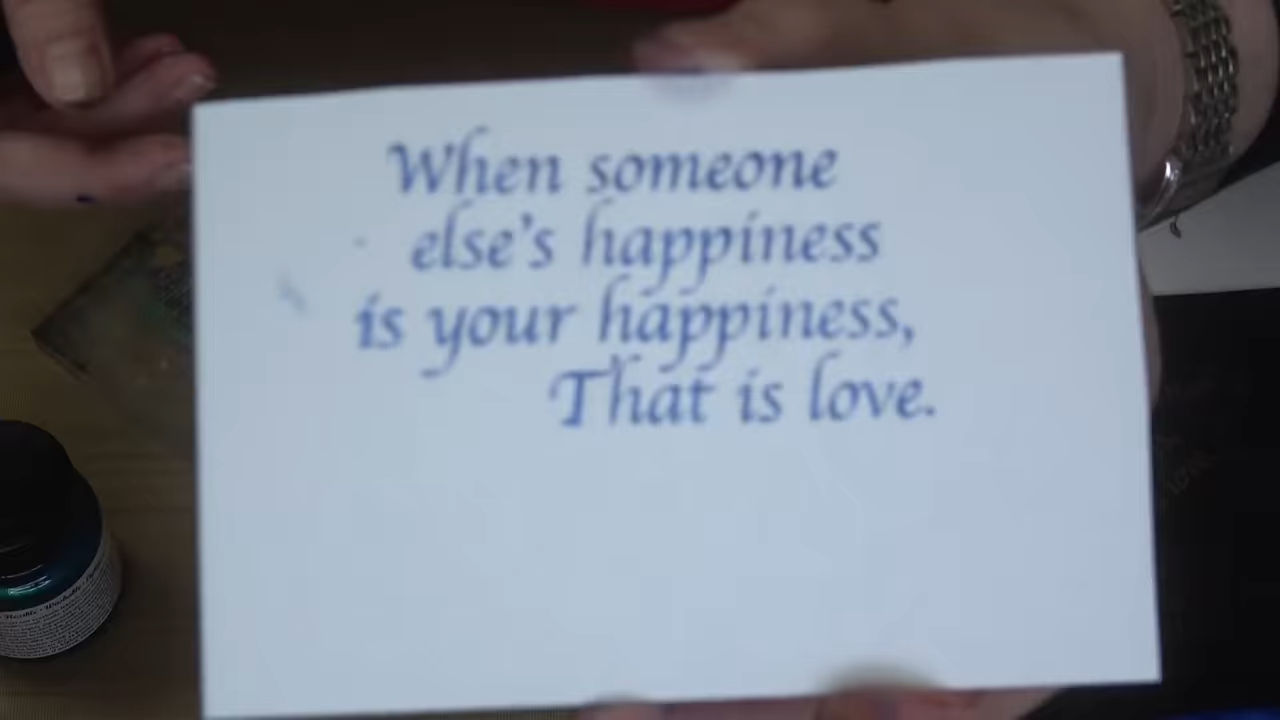 When someone
else's happiness
is your happiness,
That is love.